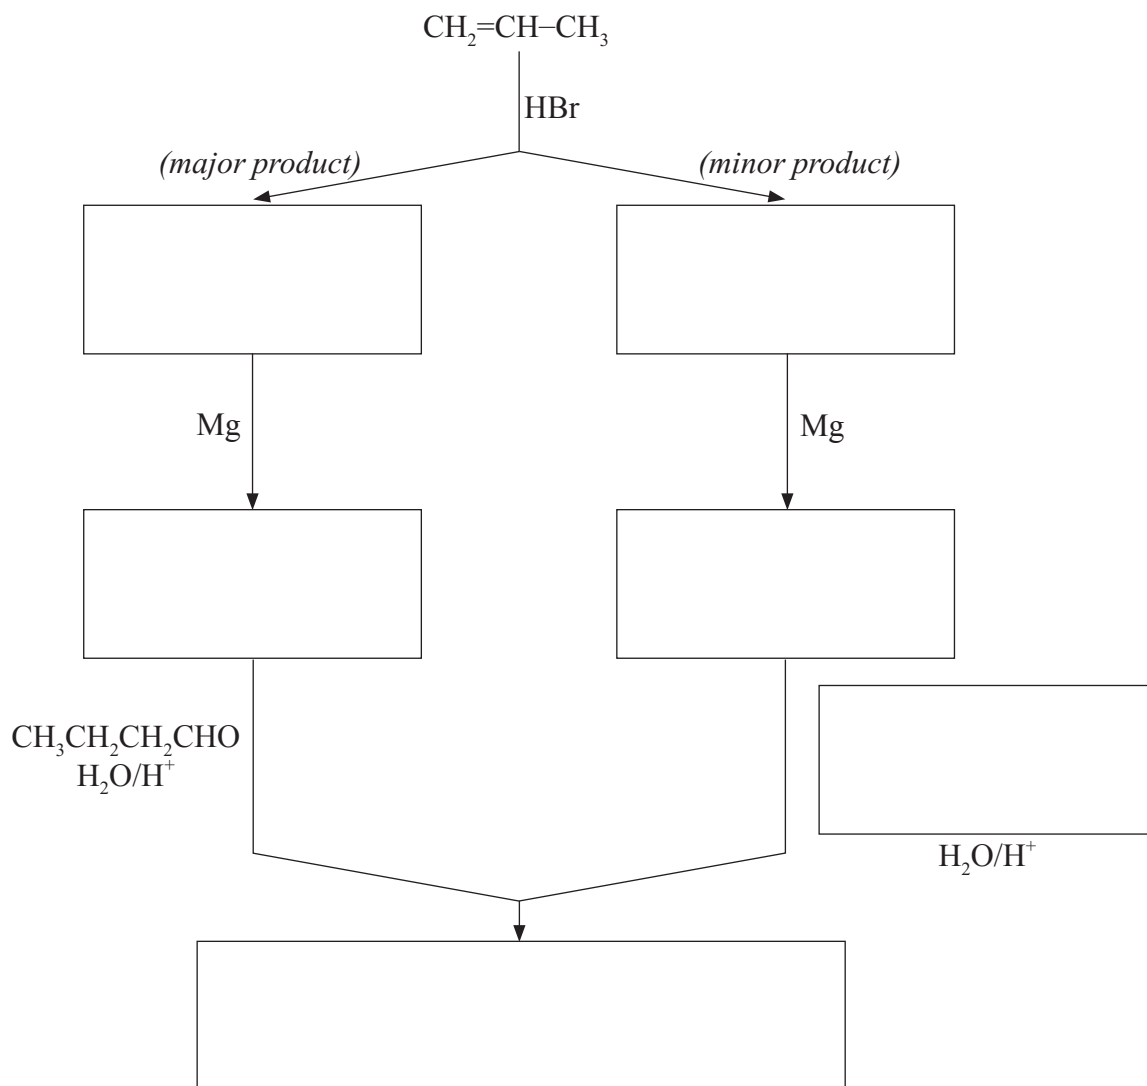 CH₂=CH–CH₃
HBr
(major product)
(minor product)
Mg
Mg
CH₃CH₂CH₂CHO
H₂O/H⁺
H₂O/H⁺